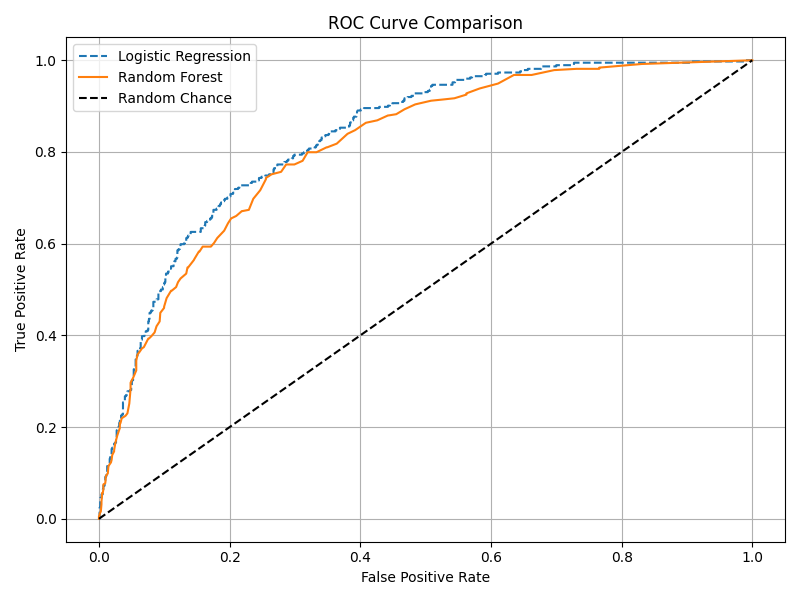 ROC Curve Comparison
Logistic Regression
Random Forest
Random Chance
True Positive Rate
1.0
0.8
0.6
0.4
0.2
0.0
0.0 0.2 0.4 0.6 0.8 1.0
False Positive Rate